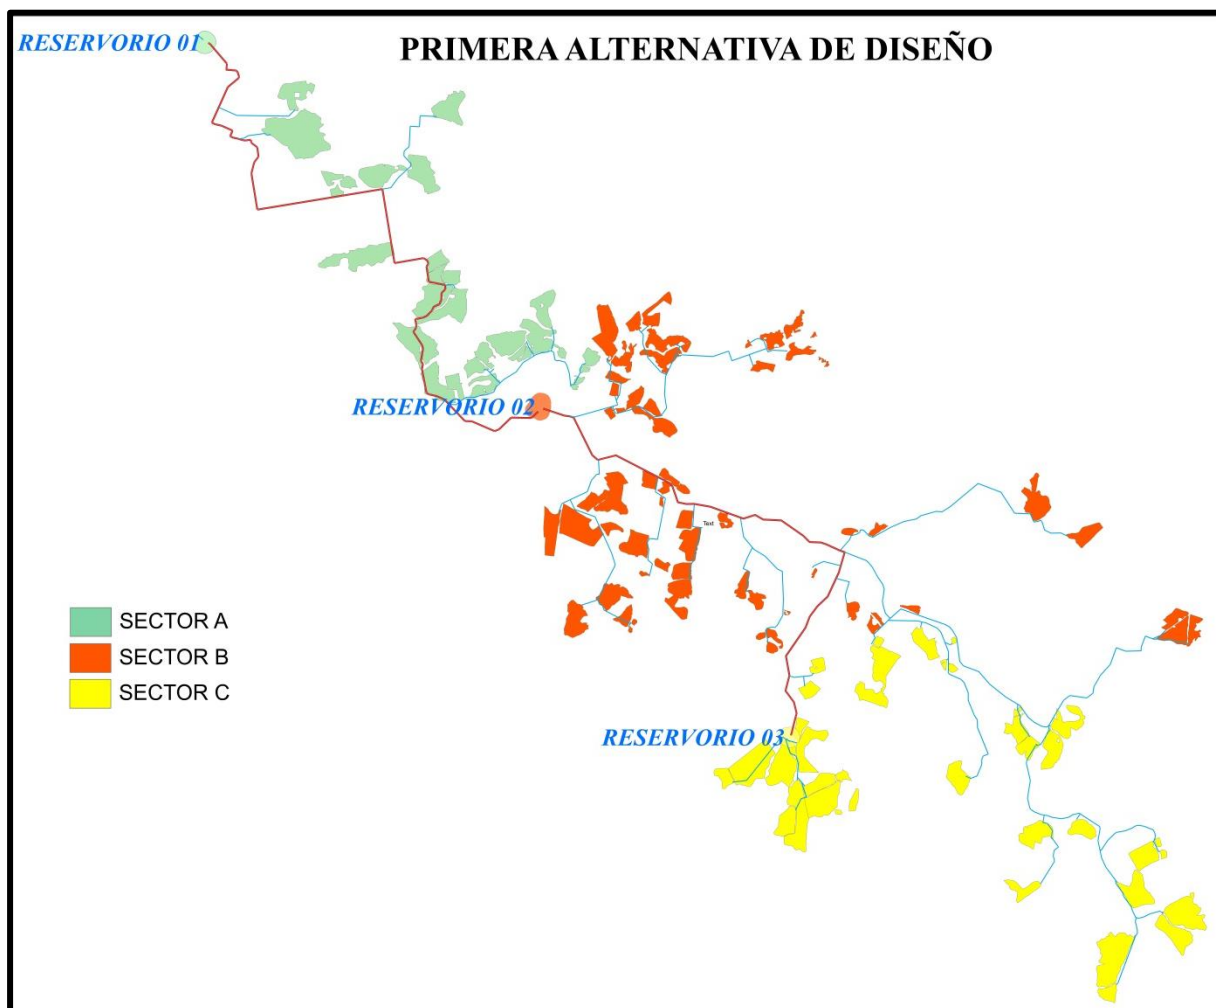 RESERVORIO 01
PRIMERA ALTERNATIVA DE DISEÑO
RESERVORIO 02
Text
SECTOR A
SECTOR B
SECTOR C
RESERVORIO 03